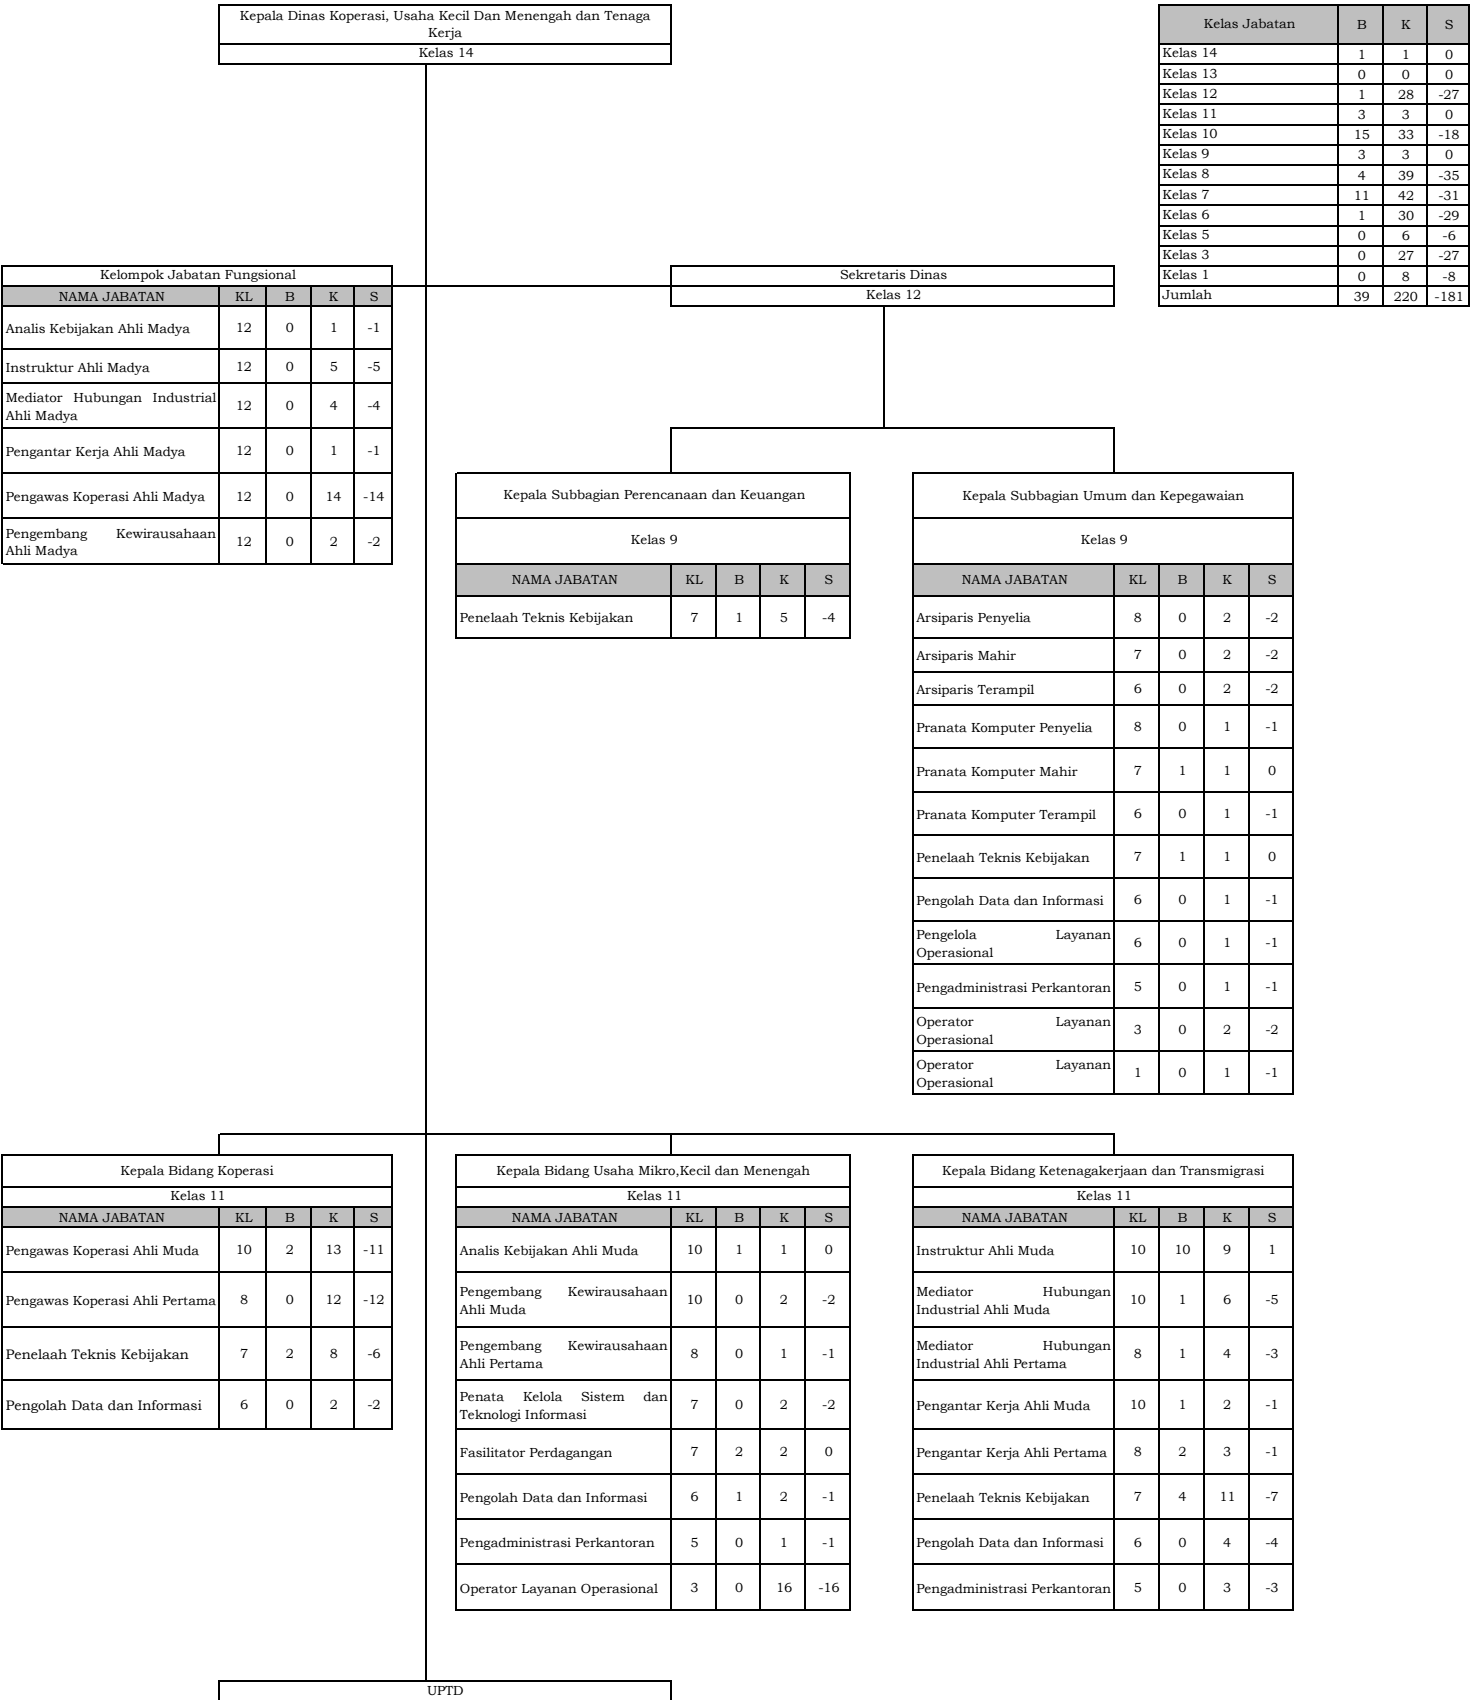 Kepala Dinas Koperasi, Usaha Kecil Dan Menengah dan Tenaga
Kerja
Kelas 14
Kelas Jabatan B K S
Kelas 14 1 1 0
Kelas 13 0 0 0
Kelas 12 1 28 -27
Kelas 11 3 3 0
Kelas 10 15 33 -18
Kelas 9 3 3 0
Kelas 8 4 39 -35
Kelas 7 11 42 -31
Kelas 6 1 30 -29
Kelas 5 0 6 -6
Kelas 3 0 27 -27
Kelas 1 0 8 -8
Jumlah 39 220 -181
Kelompok Jabatan Fungsional
NAMA JABATAN KL B K S
Analis Kebijakan Ahli Madya 12 0 1 -1
Instruktur Ahli Madya 12 0 5 -5
Mediator Hubungan Industrial
Ahli Madya 12 0 4 -4
Pengantar Kerja Ahli Madya 12 0 1 -1
Pengawas Koperasi Ahli Madya 12 0 14 -14
Pengembang Kewirausahaan
Ahli Madya 12 0 2 -2
Sekretaris Dinas
Kelas 12
Kepala Subbagian Perencanaan dan Keuangan
Kelas 9
NAMA JABATAN KL B K S
Penelaah Teknis Kebijakan 7 1 5 -4
Kepala Subbagian Umum dan Kepegawaian
Kelas 9
NAMA JABATAN KL B K S
Arsiparis Penyelia 8 0 2 -2
Arsiparis Mahir 7 0 2 -2
Arsiparis Terampil 6 0 2 -2
Pranata Komputer Penyelia 8 0 1 -1
Pranata Komputer Mahir 7 1 1 0
Pranata Komputer Terampil 6 0 1 -1
Penelaah Teknis Kebijakan 7 1 1 0
Pengolah Data dan Informasi 6 0 1 -1
Pengelola Layanan
Operasional 6 0 1 -1
Pengadministrasi Perkantoran 5 0 1 -1
Operator Layanan
Operasional 3 0 2 -2
Operator Layanan
Operasional 1 0 1 -1
Kepala Bidang Koperasi
Kelas 11
NAMA JABATAN KL B K S
Pengawas Koperasi Ahli Muda 10 2 13 -11
Pengawas Koperasi Ahli Pertama 8 0 12 -12
Penelaah Teknis Kebijakan 7 2 8 -6
Pengolah Data dan Informasi 6 0 2 -2
Kepala Bidang Usaha Mikro,Kecil dan Menengah
Kelas 11
NAMA JABATAN KL B K S
Analis Kebijakan Ahli Muda 10 1 1 0
Pengembang Kewirausahaan
Ahli Muda 10 0 2 -2
Pengembang Kewirausahaan
Ahli Pertama 8 0 1 -1
Penata Kelola Sistem dan
Teknologi Informasi 7 0 2 -2
Fasilitator Perdagangan 7 2 2 0
Pengolah Data dan Informasi 6 1 2 -1
Pengadministrasi Perkantoran 5 0 1 -1
Operator Layanan Operasional 3 0 16 -16
Kepala Bidang Ketenagakerjaan dan Transmigrasi
Kelas 11
NAMA JABATAN KL B K S
Instruktur Ahli Muda 10 10 9 1
Mediator Hubungan
Industrial Ahli Muda 10 1 6 -5
Mediator Hubungan
Industrial Ahli Pertama 8 1 4 -3
Pengantar Kerja Ahli Muda 10 1 2 -1
Pengantar Kerja Ahli Pertama 8 2 3 -1
Penelaah Teknis Kebijakan 7 4 11 -7
Pengolah Data dan Informasi 6 0 4 -4
Pengadministrasi Perkantoran 5 0 3 -3
UPTD